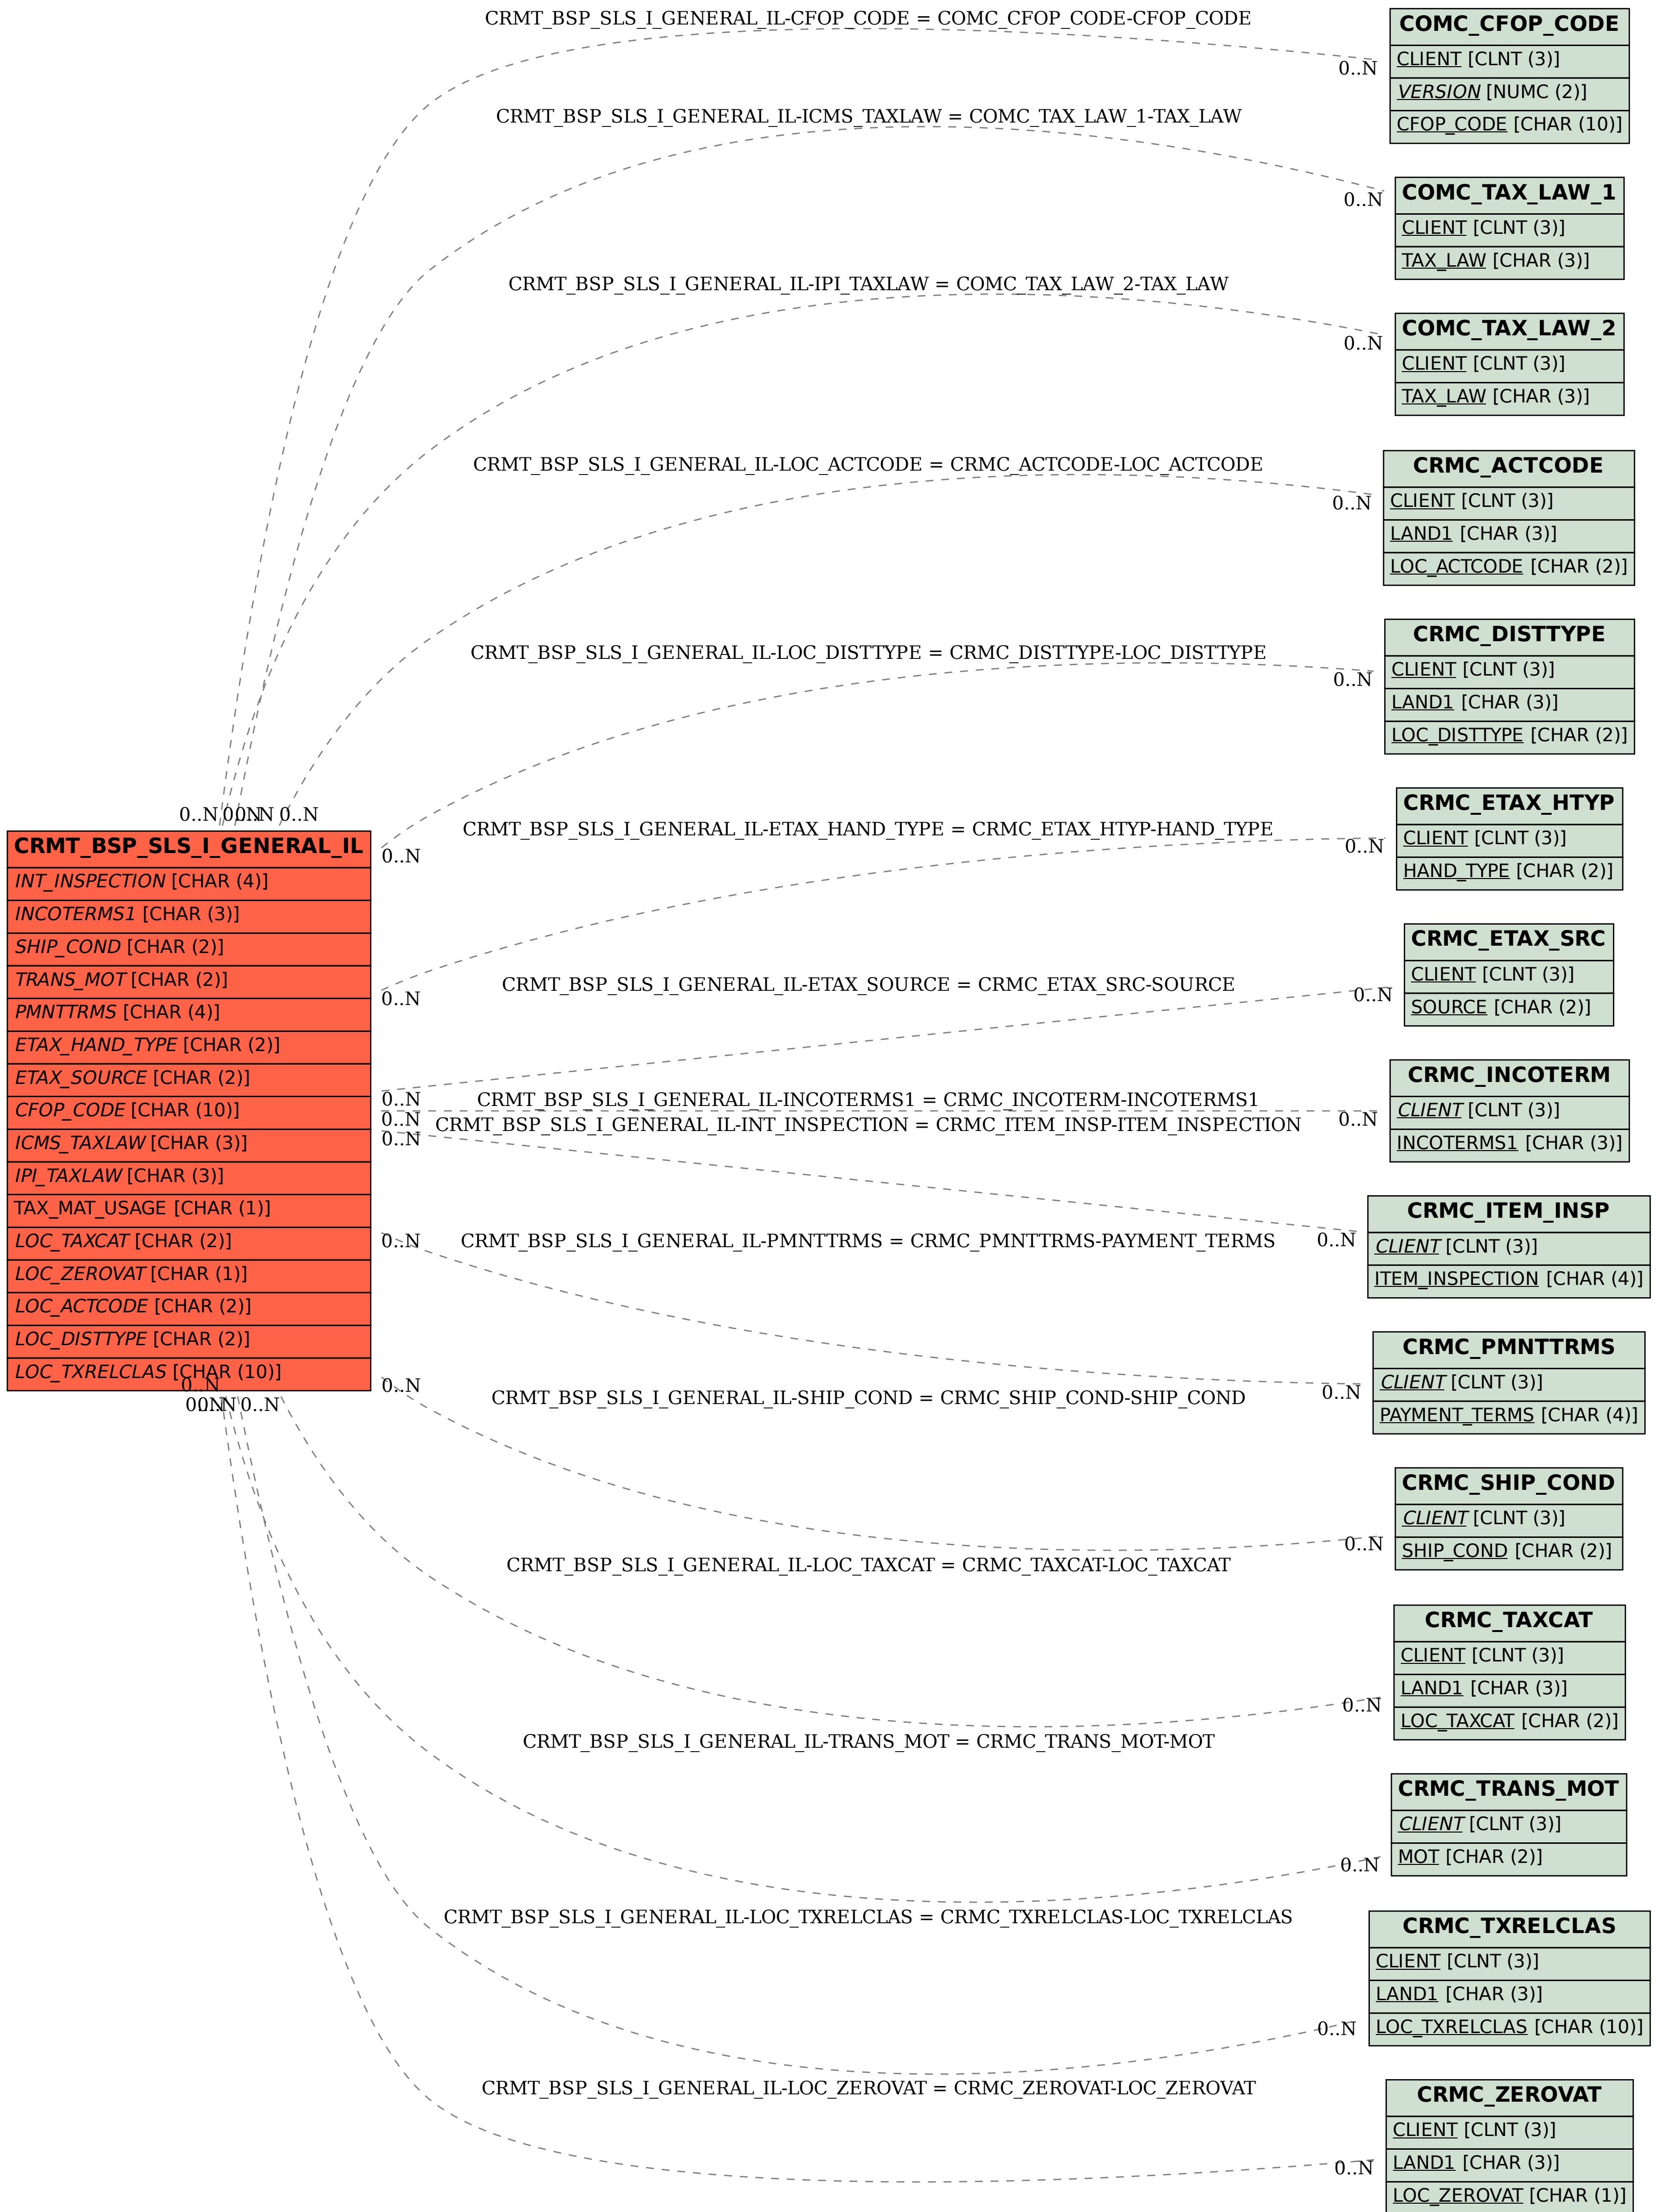 CRMT_BSP_SLS_I_GENERAL_IL-CFOP_CODE = COMC_CFOP_CODE-CFOP_CODE
0..N
COMC_CFOP_CODE
CLIENT [CLNT (3)]
VERSION [NUMC (2)]
CFOP_CODE [CHAR (10)]
CRMT_BSP_SLS_I_GENERAL_IL-ICMS_TAXLAW = COMC_TAX_LAW_1-TAX_LAW
0..N
COMC_TAX_LAW_1
CLIENT [CLNT (3)]
TAX_LAW [CHAR (3)]
CRMT_BSP_SLS_I_GENERAL_IL-IPI_TAXLAW = COMC_TAX_LAW_2-TAX_LAW
0..N
COMC_TAX_LAW_2
CLIENT [CLNT (3)]
TAX_LAW [CHAR (3)]
CRMT_BSP_SLS_I_GENERAL_IL-LOC_ACTCODE = CRMC_ACTCODE-LOC_ACTCODE
0..N
CRMC_ACTCODE
CLIENT [CLNT (3)]
LAND1 [CHAR (3)]
LOC_ACTCODE [CHAR (2)]
CRMT_BSP_SLS_I_GENERAL_IL-LOC_DISTTYPE = CRMC_DISTTYPE-LOC_DISTTYPE
0..N
CRMC_DISTTYPE
CLIENT [CLNT (3)]
LAND1 [CHAR (3)]
LOC_DISTTYPE [CHAR (2)]
0..N 0..N 0..N 0..N
CRMT_BSP_SLS_I_GENERAL_IL
INT_INSPECTION [CHAR (4)]
INCOTERMS1 [CHAR (3)]
SHIP_COND [CHAR (2)]
TRANS_MOT [CHAR (2)]
PMNTTRMS [CHAR (4)]
ETAX_HAND_TYPE [CHAR (2)]
ETAX_SOURCE [CHAR (2)]
CFOP_CODE [CHAR (10)]
ICMS_TAXLAW [CHAR (3)]
IPI_TAXLAW [CHAR (3)]
TAX_MAT_USAGE [CHAR (1)]
LOC_TAXCAT [CHAR (2)]
LOC_ZEROVAT [CHAR (1)]
LOC_ACTCODE [CHAR (2)]
LOC_DISTTYPE [CHAR (2)]
LOC_TXRELCLAS [CHAR (10)]
0..N
0..N 0..N 0..N
0..N
CRMT_BSP_SLS_I_GENERAL_IL-ETAX_HAND_TYPE = CRMC_ETAX_HTYP-HAND_TYPE
0..N
0..N
CRMC_ETAX_HTYP
CLIENT [CLNT (3)]
HAND_TYPE [CHAR (2)]
CRMT_BSP_SLS_I_GENERAL_IL-ETAX_SOURCE = CRMC_ETAX_SRC-SOURCE
0..N
0..N
CRMC_ETAX_SRC
CLIENT [CLNT (3)]
SOURCE [CHAR (2)]
CRMT_BSP_SLS_I_GENERAL_IL-INCOTERMS1 = CRMC_INCOTERM-INCOTERMS1
0..N
0..N
CRMC_INCOTERM
CLIENT [CLNT (3)]
INCOTERMS1 [CHAR (3)]
CRMT_BSP_SLS_I_GENERAL_IL-INT_INSPECTION = CRMC_ITEM_INSP-ITEM_INSPECTION
0..N
0..N
CRMC_ITEM_INSP
CLIENT [CLNT (3)]
ITEM_INSPECTION [CHAR (4)]
CRMT_BSP_SLS_I_GENERAL_IL-PMNTTRMS = CRMC_PMNTTRMS-PAYMENT_TERMS
0..N
0..N
CRMC_PMNTTRMS
CLIENT [CLNT (3)]
PAYMENT_TERMS [CHAR (4)]
0..N
CRMT_BSP_SLS_I_GENERAL_IL-SHIP_COND = CRMC_SHIP_COND-SHIP_COND
0..N
CRMC_SHIP_COND
CLIENT [CLNT (3)]
SHIP_COND [CHAR (2)]
CRMT_BSP_SLS_I_GENERAL_IL-LOC_TAXCAT = CRMC_TAXCAT-LOC_TAXCAT
0..N
CRMC_TAXCAT
CLIENT [CLNT (3)]
LAND1 [CHAR (3)]
LOC_TAXCAT [CHAR (2)]
CRMT_BSP_SLS_I_GENERAL_IL-TRANS_MOT = CRMC_TRANS_MOT-MOT
0..N
CRMC_TRANS_MOT
CLIENT [CLNT (3)]
MOT [CHAR (2)]
CRMT_BSP_SLS_I_GENERAL_IL-LOC_TXRELCLAS = CRMC_TXRELCLAS-LOC_TXRELCLAS
0..N
CRMC_TXRELCLAS
CLIENT [CLNT (3)]
LAND1 [CHAR (3)]
LOC_TXRELCLAS [CHAR (10)]
CRMT_BSP_SLS_I_GENERAL_IL-LOC_ZEROVAT = CRMC_ZEROVAT-LOC_ZEROVAT
0..N
CRMC_ZEROVAT
CLIENT [CLNT (3)]
LAND1 [CHAR (3)]
LOC_ZEROVAT [CHAR (1)]